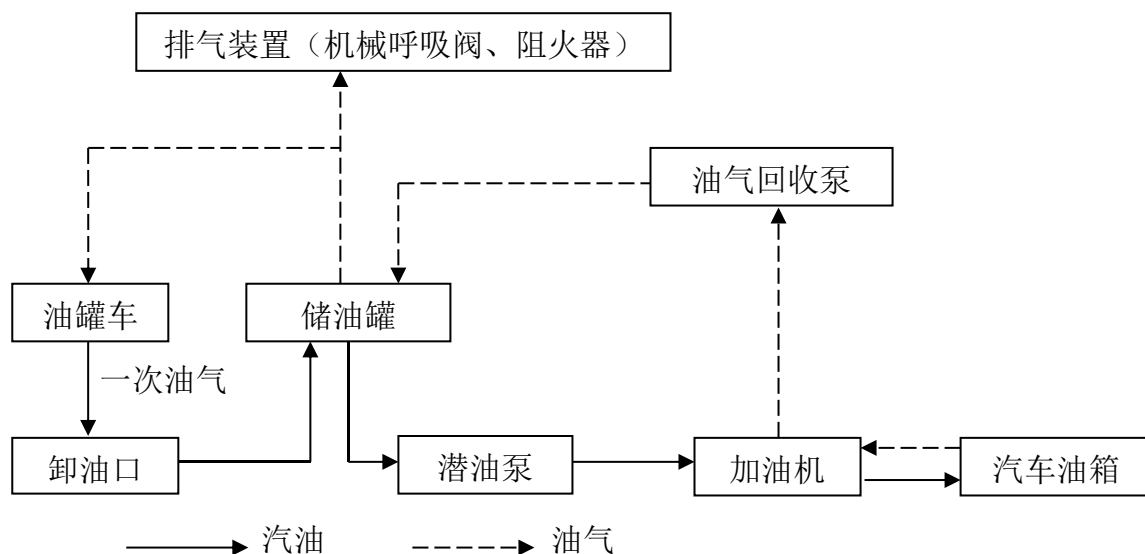 排气装置（机械呼吸阀、阻火器）
油气回收泵
油罐车
储油罐
一次油气
卸油口
潜油泵
加油机
汽车油箱
汽油
油气